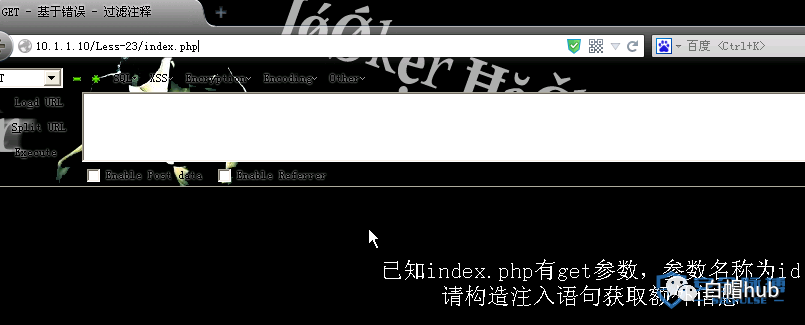 GET - 基于错误 - 过滤注释
10.1.1.10/Less-23/index.php
百度 <Ctrl+K>
T SQL XSS Encryption Encoding Other
Load URL
Split URL
Execute
Enable Post data Enable Referrer
已知index.php有get参数，参数名称为id
请构造注入语句获取额外信息
白帽hub